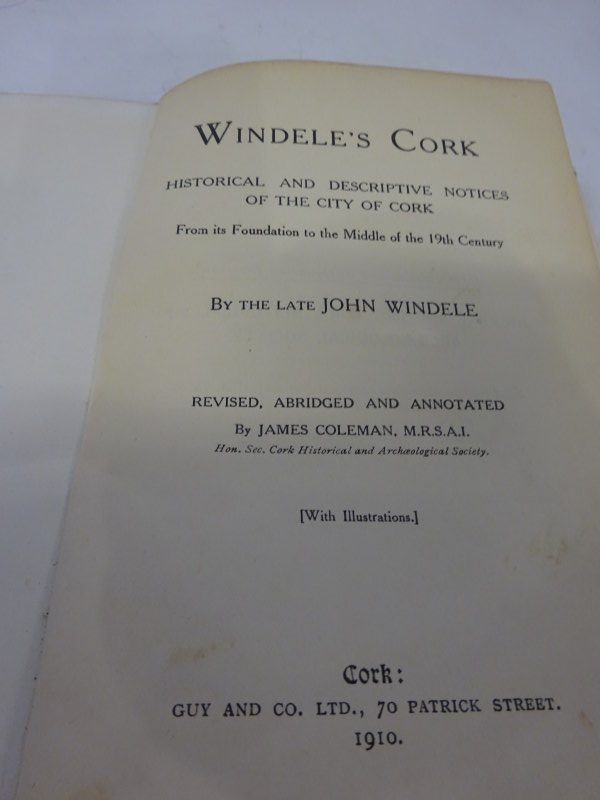 WINDELE'S CORK
HISTORICAL AND DESCRIPTIVE NOTICES
OF THE CITY OF CORK
From its Foundation to the Middle of the 19th Century
BY THE LATE JOHN WINDELE
REVISED, ABRIDGED AND ANNOTATED
By JAMES COLEMAN, M.R.S.A.I.
Hon. Sec. Cork Historical and Archæological Society.
[With Illustrations.]
Cork:
GUY AND CO. LTD., 70 PATRICK STREET.
1910.